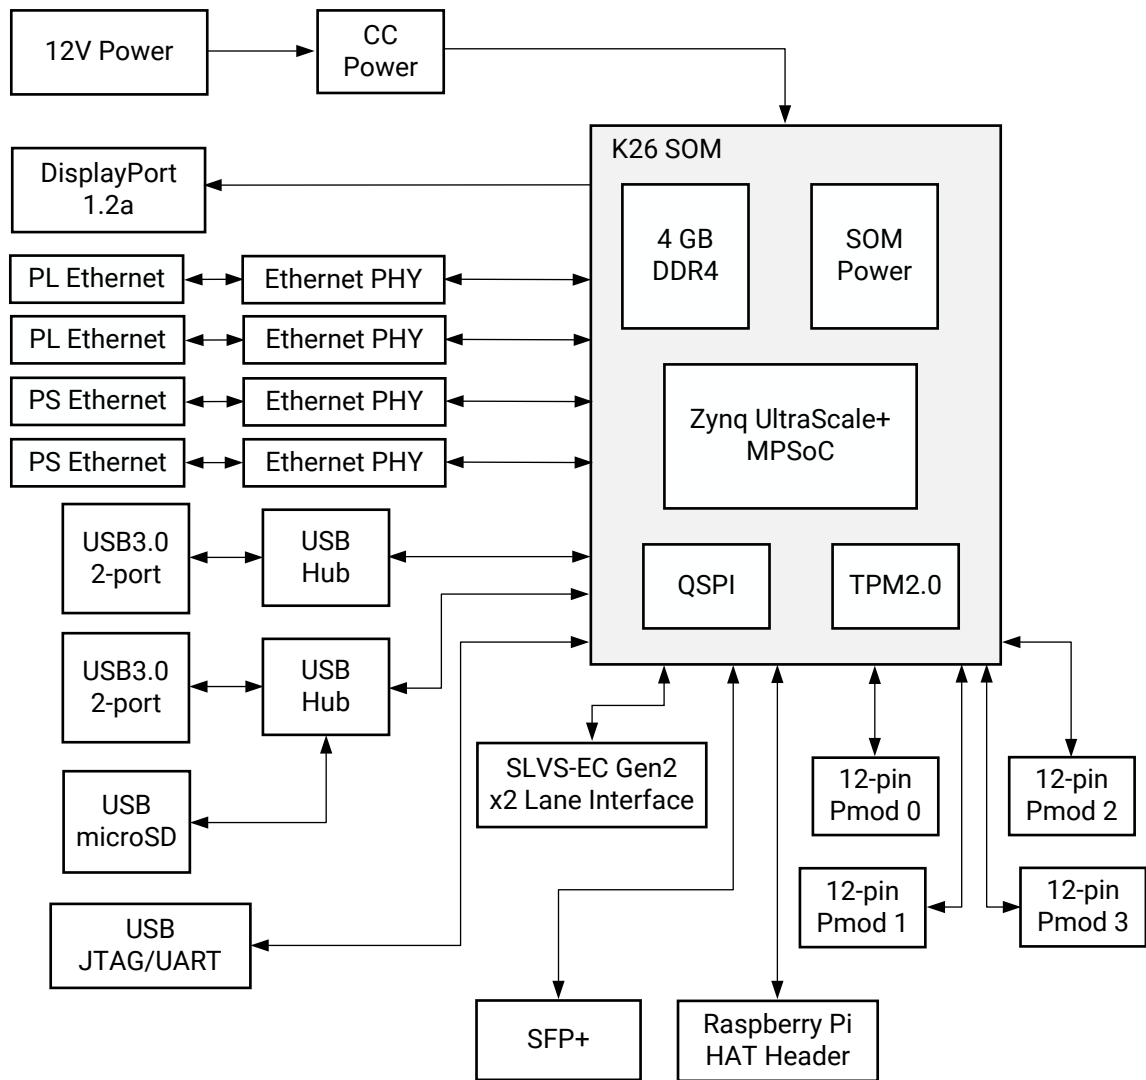 12V Power
CC
Power
K26 SOM
DisplayPort
1.2a
4 GB
DDR4
SOM
Power
PL Ethernet
Ethernet PHY
PL Ethernet
Ethernet PHY
PS Ethernet
Ethernet PHY
PS Ethernet
Ethernet PHY
Zynq UltraScale+
MPSoC
USB3.0
2-port
USB
Hub
QSPI
TPM2.0
USB3.0
2-port
USB
Hub
SLVS-EC Gen2
x2 Lane Interface
12-pin
Pmod 0
12-pin
Pmod 2
USB
microSD
12-pin
Pmod 1
12-pin
Pmod 3
USB
JTAG/UART
SFP+
Raspberry Pi
HAT Header